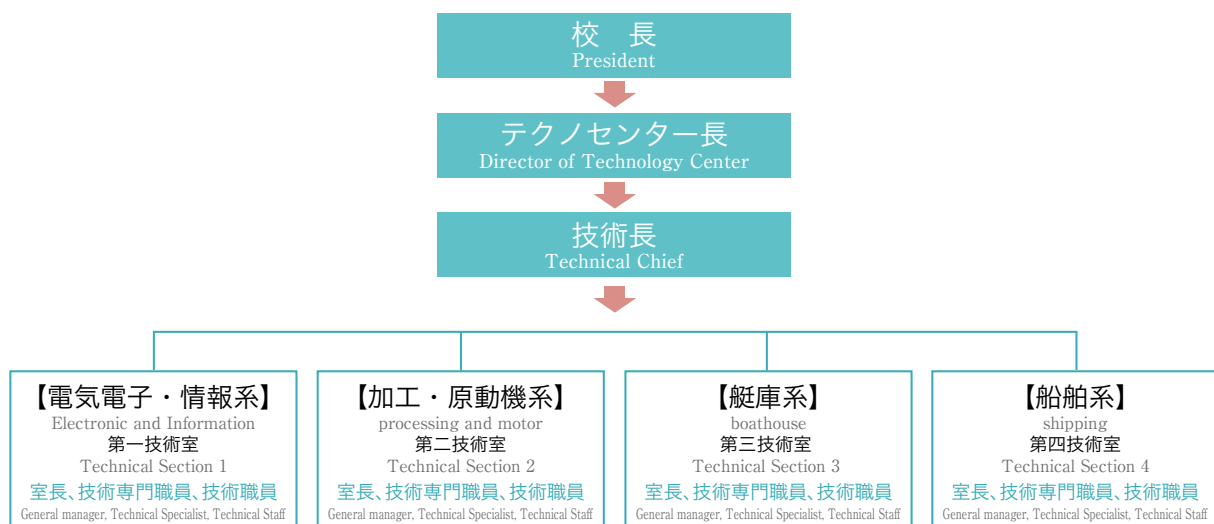 校　長
President
テクノセンター長
Director of Technology Center
技術長
Technical Chief
【電気電子・情報系】
Electronic and Information
第一技術室
Technical Section 1
室長、技術専門職員、技術職員
General manager, Technical Specialist, Technical Staff
【加工・原動機系】
processing and motor
第二技術室
Technical Section 2
室長、技術専門職員、技術職員
General manager, Technical Specialist, Technical Staff
【艇庫系】
boathouse
第三技術室
Technical Section 3
室長、技術専門職員、技術職員
General manager, Technical Specialist, Technical Staff
【船舶系】
shipping
第四技術室
Technical Section 4
室長、技術専門職員、技術職員
General manager, Technical Specialist, Technical Staff